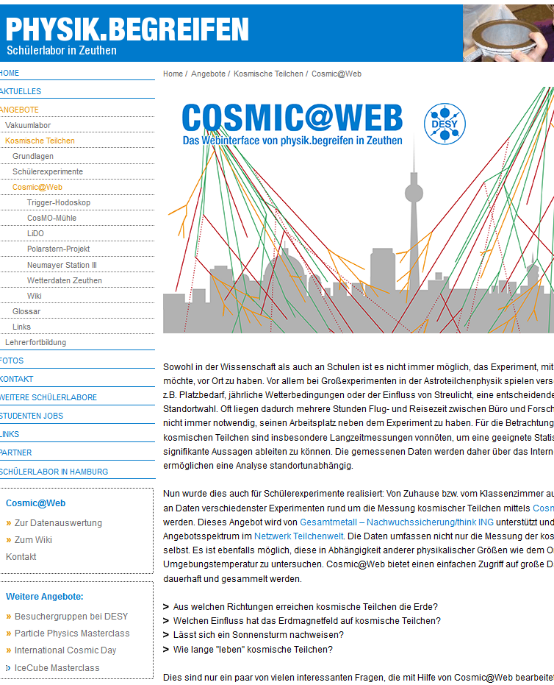 PHYSIK.BEGREIFEN
Schülerlabor in Zeuthen
HOME
AKTUELLES
ANGEBOTE
Vakuumlabor
Kosmische Teilchen
Grundlagen
Schülerexperimente
Cosmic@Web
Trigger-Hodoskop
CosMO-Mühle
LiDO
Polarstern-Projekt
Neumayer Station III
Wetterdaten Zeuthen
Wiki
Glossar
Links
Lehrerfortbildung
FOTOS
KONTAKT
WEITERE SCHÜLERLABORE
STUDENTEN JOBS
LINKS
PARTNER
SCHÜLERLABOR IN HAMBURG
Cosmic@Web
» Zur Datenauswertung
» Zum Wiki
Kontakt
Weitere Angebote:
» Besuchergruppen bei DESY
» Particle Physics Masterclass
» International Cosmic Day
» IceCube Masterclass
Home / Angebote / Kosmische Teilchen / Cosmic@Web
COSMIC@WEB
Das Webinterface von physik.begreifen in Zeuthen
DESY
Sowohl in der Wissenschaft als auch an Schulen ist es nicht immer möglich, das Experiment, mit
möchte, vor Ort zu haben. Vor allem bei Großexperimenten in der Astroteilchenphysik spielen vers
z.B. Platzbedarf, jährliche Wetterbedingungen oder der Einfluss von Streulicht, eine entscheidende
Standortwahl. Oft liegen dadurch mehrere Stunden Flug- und Reisezeit zwischen Büro und Forsch
nicht immer notwendig, seinen Arbeitsplatz neben dem Experiment zu haben. Für die Betrachtung
kosmischen Teilchen sind insbesondere Langzeitmessungen vonnöten, um eine geeignete Statis
signifikante Aussagen ableiten zu können. Die gemessenen Daten werden daher über das Intern
ermöglichen eine Analyse standortunabhängig.
Nun wurde dies auch für Schülerexperimente realisiert: Von Zuhause bzw. vom Klassenzimmer au
an Daten verschiedenster Experimenten rund um die Messung kosmischer Teilchen mittels Cosn
werden. Dieses Angebot wird von Gesamtmetall – Nachwuchssicherung/think ING unterstützt und
Angebotsspektrum im Netzwerk Teilchenwelt. Die Daten umfassen nicht nur die Messung der kos
selbst. Es ist ebenfalls möglich, diese in Abhängigkeit anderer physikalischer Größen wie dem O
Umgebungstemperatur zu untersuchen. Cosmic@Web bietet einen einfachen Zugriff auf große D
dauerhaft und gesammelt werden.
> Aus welchen Richtungen erreichen kosmische Teilchen die Erde?
> Welchen Einfluss hat das Erdmagnetfeld auf kosmische Teilchen?
> Lässt sich ein Sonnensturm nachweisen?
> Wie lange "leben" kosmische Teilchen?
Dies sind nur ein paar von vielen interessanten Fragen, die mit Hilfe von Cosmic@Web bearbeite